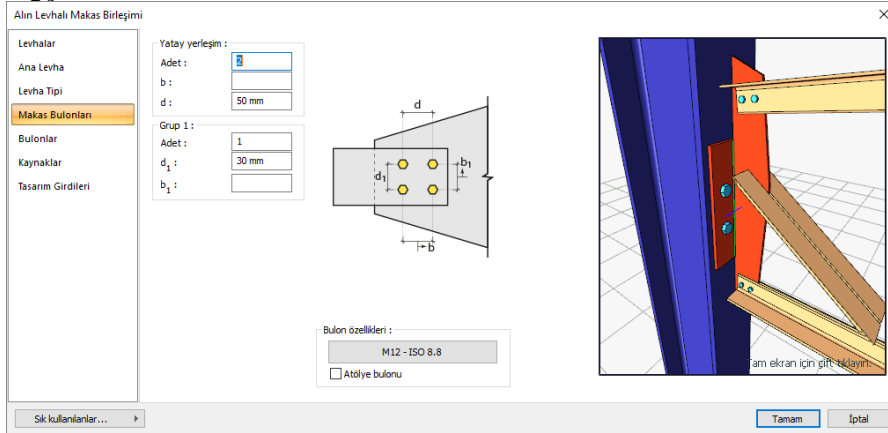 Alın Levhalı Makas Birleşimi
Levhalar
Ana Levha
Levha Tipi
Makas Bulonları
Bulonlar
Kaynaklar
Tasarım Girdileri
Yatay yerleşim :
Adet : 2
b :
d : 50 mm
Grup 1 :
Adet : 1
d1 : 30 mm
b1 :
d
d1
b1
b
Bulon özellikleri :
M12 - ISO 8.8
Atölye bulonu
Tam ekran için çift tıklayın.
Sık kullanılanlar...
Tamam
İptal